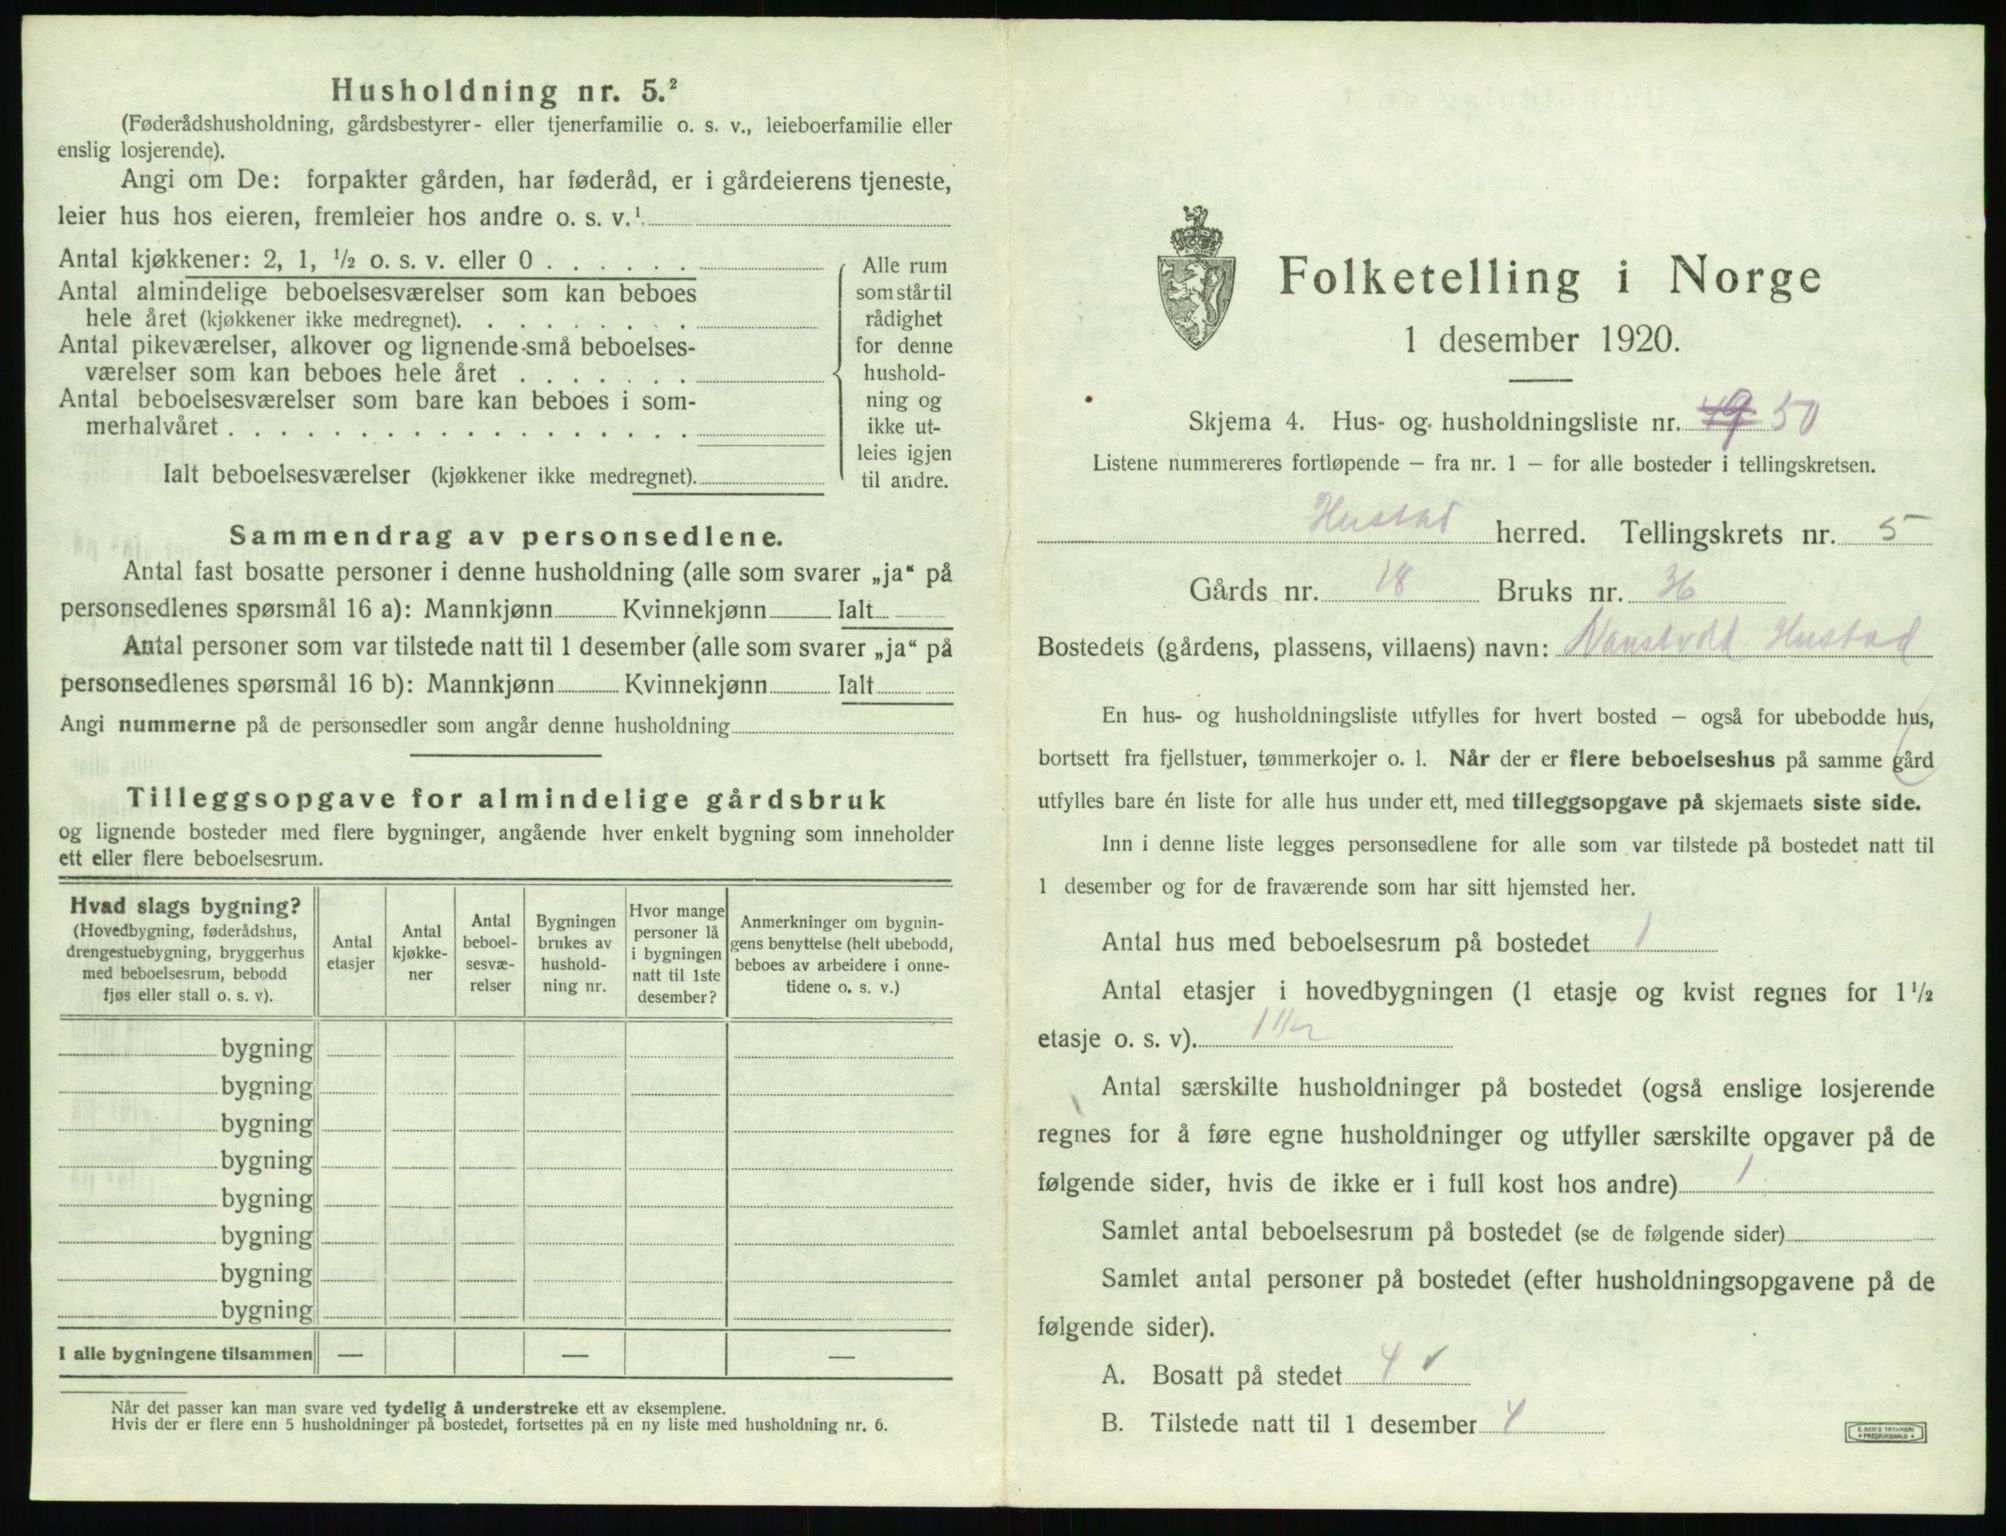 Husholdning nr. 5.²
(Føderådshusholdning, gårdsbestyrer- eller tjenerfamilie o. s. v., leieboerfamilie eller
enslig losjerende).
Angi om De: forpakter gården, har føderåd, er i gårdeierens tjeneste,
leier hus hos eieren, fremleier hos andre o. s. v.¹
Antal kjøkkener: 2, 1, ½ o. s. v. eller 0 . . . . . .
Antal almindelige beboelsesværelser som kan beboes
hele året (kjøkkener ikke medregnet). . . . . . . . .
Antal pikeværelser, alkover og lignende små beboelses-
værelser som kan beboes hele året . . . . . . .
Antal beboelsesværelser som bare kan beboes i som-
merhalvåret . . . . . . . . . . . . . . . . . .
Ialt beboelsesværelser (kjøkkener ikke medregnet).
Alle rum
som står til
rådighet
for denne
hushold-
ning og
ikke ut-
leies igjen
til andre.
Sammendrag av personsedlene.
Antal fast bosatte personer i denne husholdning (alle som svarer „ja“ på
personsedlenes spørsmål 16 a): Mannkjønn Kvinnekjønn Ialt
Antal personer som var tilstede natt til 1 desember (alle som svarer „ja“ på
personsedlenes spørsmål 16 b): Mannkjønn Kvinnekjønn Ialt
Angi nummerne på de personsedler som angår denne husholdning
Tilleggsopgave for almindelige gårdsbruk
og lignende bosteder med flere bygninger, angående hver enkelt bygning som inneholder
ett eller flere beboelsesrum.
Hvad slags bygning?
(Hovedbygning, føderådshus,
drengestuebygning, bryggerhus
med beboelsesrum, bebodd
fjøs eller stall o. s. v).
Antal
etasjer
Antal
kjøkke-
ner
Antal
beboel-
sesvæ-
relser
Bygningen
brukes av
hushold-
ning nr.
Hvor mange
personer lå
i bygningen
natt til 1ste
desember?
Anmerkninger om bygnin-
gens benyttelse (helt ubebodd,
beboes av arbeidere i onne-
tidene o. s. v.)
bygning
bygning
bygning
bygning
bygning
bygning
bygning
bygning
I alle bygningene tilsammen — — —
Når det passer kan man svare ved tydelig å understreke ett av eksemplene.
Hvis der er flere enn 5 husholdninger på bostedet, fortsettes på en ny liste med husholdning nr. 6.
Folketelling i Norge
1 desember 1920.
Skjema 4. Hus- og husholdningsliste nr. 49 50
Listene nummereres fortløpende — fra nr. 1 — for alle bosteder i tellingskretsen.
Hustad herred. Tellingskrets nr. 5
Gårds nr. 18 Bruks nr. 36
Bostedets (gårdens, plassens, villaens) navn: Hustad
En hus- og husholdningsliste utfylles for hvert bosted — også for ubebodde hus,
bortsett fra fjellstuer, tømmerkojer o. l. Når der er flere beboelseshus på samme gård
utfylles bare én liste for alle hus under ett, med tilleggsopgave på skjemaets siste side.
Inn i denne liste legges personsedlene for alle som var tilstede på bostedet natt til
1 desember og for de fraværende som har sitt hjemsted her.
Antal hus med beboelsesrum på bostedet 1
Antal etasjer i hovedbygningen (1 etasje og kvist regnes for 1½
etasje o. s. v). 1 1/2
Antal særskilte husholdninger på bostedet (også enslige losjerende
regnes for å føre egne husholdninger og utfyller særskilte opgaver på de
følgende sider, hvis de ikke er i full kost hos andre) 1
Samlet antal beboelsesrum på bostedet (se de følgende sider)
Samlet antal personer på bostedet (efter husholdningsopgavene på de
følgende sider).
A. Bosatt på stedet 4 ✓
B. Tilstede natt til 1 desember 4